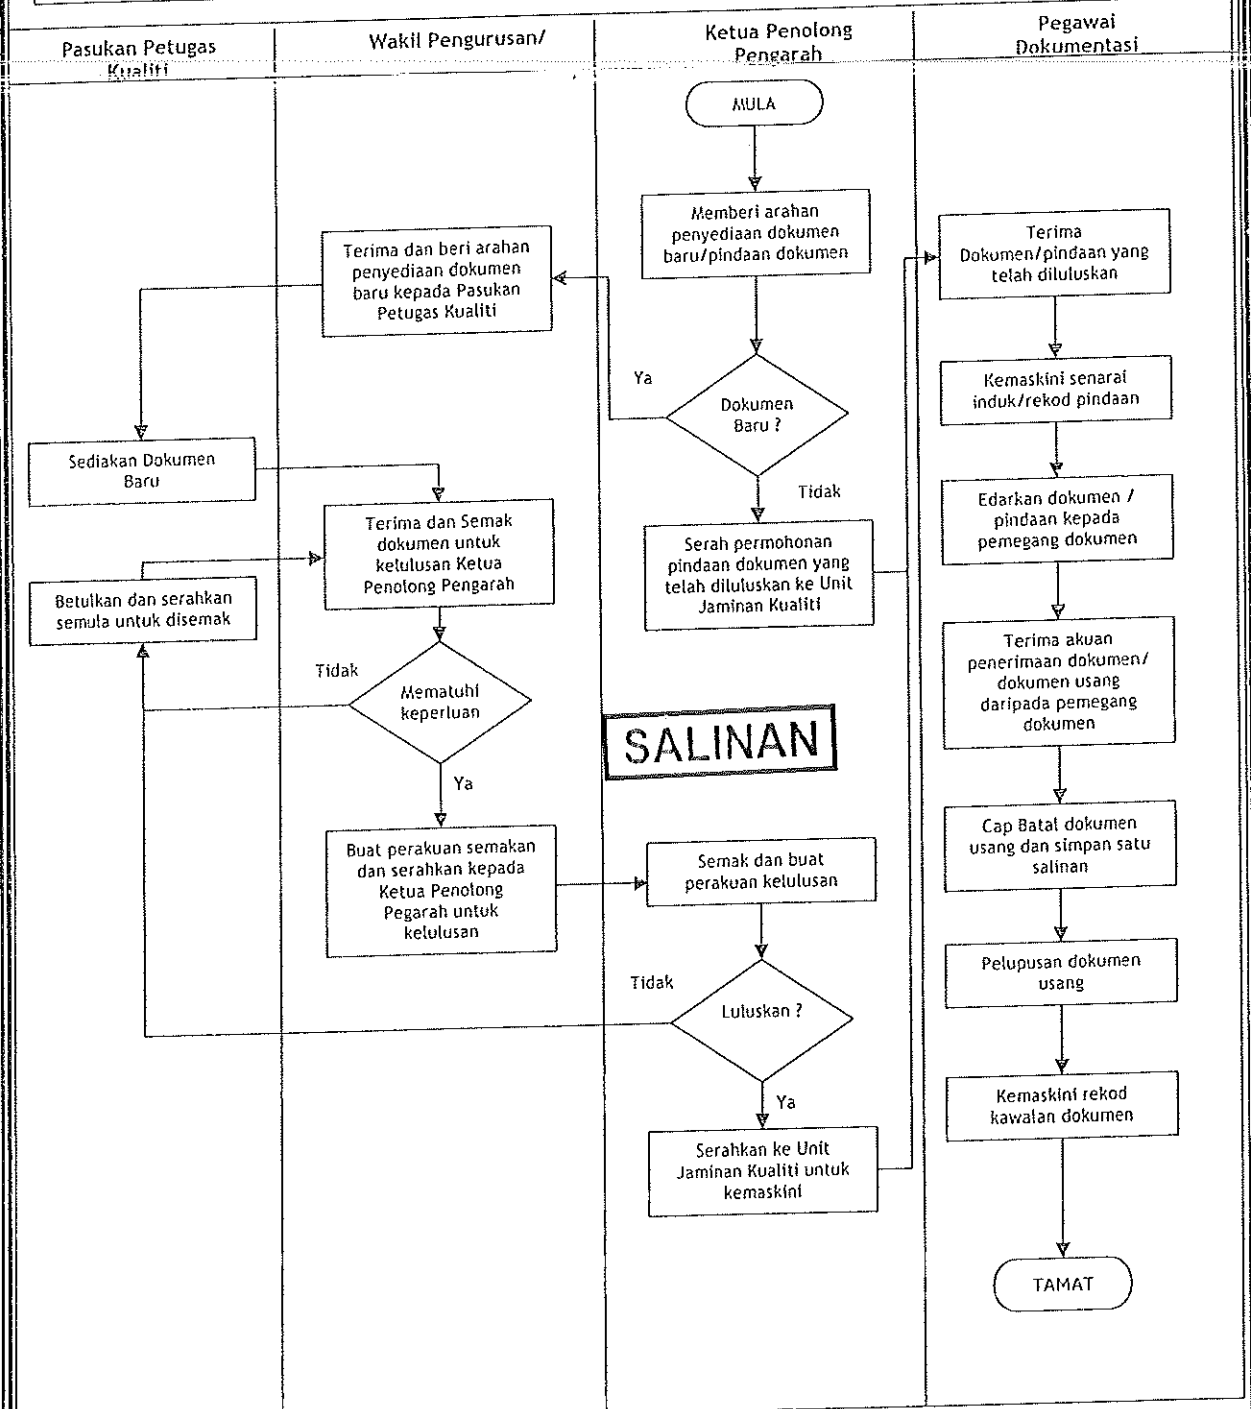 Pasukan Petugas
Kualiti
Wakil Pengurusan/
Ketua Penolong
Pengarah
Pegawai
Dokumentasi
MULA
Memberi arahan
penyediaan dokumen
baru/pindaan dokumen
Terima dan beri arahan
penyediaan dokumen
baru kepada Pasukan
Petugas Kualiti
Terima
Dokumen/pindaan yang
telah diluluskan
Ya
Dokumen
Baru ?
Kemaskini senarai
induk/rekod pindaan
Sediakan Dokumen
Baru
Tidak
Edarkan dokumen /
pindaan kepada
pemegang dokumen
Terima dan Semak
dokumen untuk
kelulusan Ketua
Penolong Pengarah
Serah permohonan
pindaan dokumen yang
telah diluluskan ke Unit
Jaminan Kualiti
Betulkan dan serahkan
semula untuk disemak
Terima akuan
penerimaan dokumen/
dokumen usang
daripada pemegang
dokumen
Tidak
Mematuhi
keperluan
SALINAN
Ya
Buat perakuan semakan
dan serahkan kepada
Ketua Penolong
Pegarah untuk
kelulusan
Semak dan buat
perakuan kelulusan
Cap Batal dokumen
usang dan simpan satu
salinan
Pelupusan dokumen
usang
Tidak
Luluskan ?
Ya
Kemaskini rekod
kawalan dokumen
Serahkan ke Unit
Jaminan Kualiti untuk
kemaskini
TAMAT